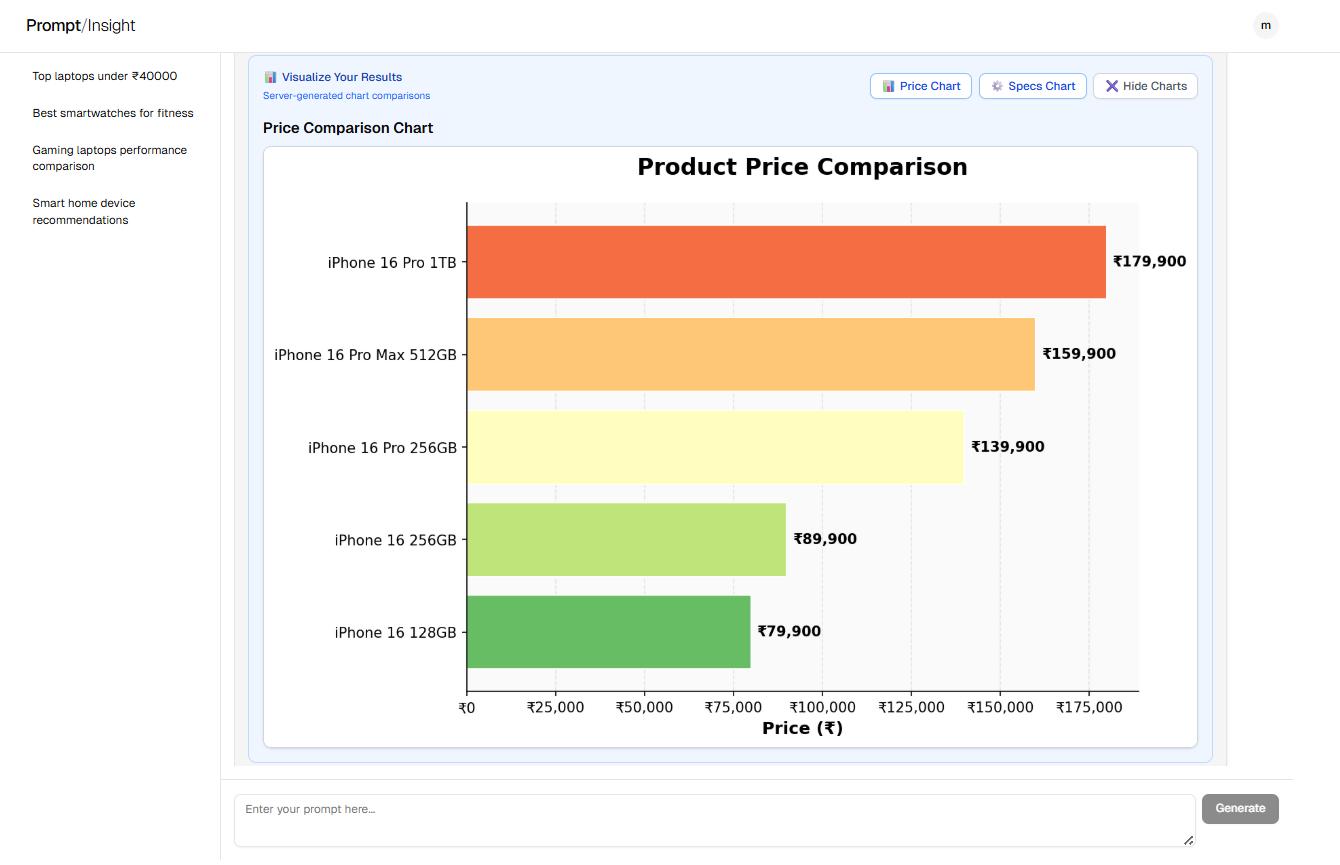 Prompt/Insight
m
Top laptops under ₹40000
Best smartwatches for fitness
Gaming laptops performance
comparison
Smart home device
recommendations
Visualize Your Results
Server-generated chart comparisons
Price Chart
Specs Chart
Hide Charts
Price Comparison Chart
Product Price Comparison
iPhone 16 Pro 1TB
₹179,900
iPhone 16 Pro Max 512GB
₹159,900
iPhone 16 Pro 256GB
₹139,900
iPhone 16 256GB
₹89,900
iPhone 16 128GB
₹79,900
₹0
₹25,000
₹50,000
₹75,000
₹100,000
₹125,000
₹150,000
₹175,000
Price (₹)
Enter your prompt here...
Generate